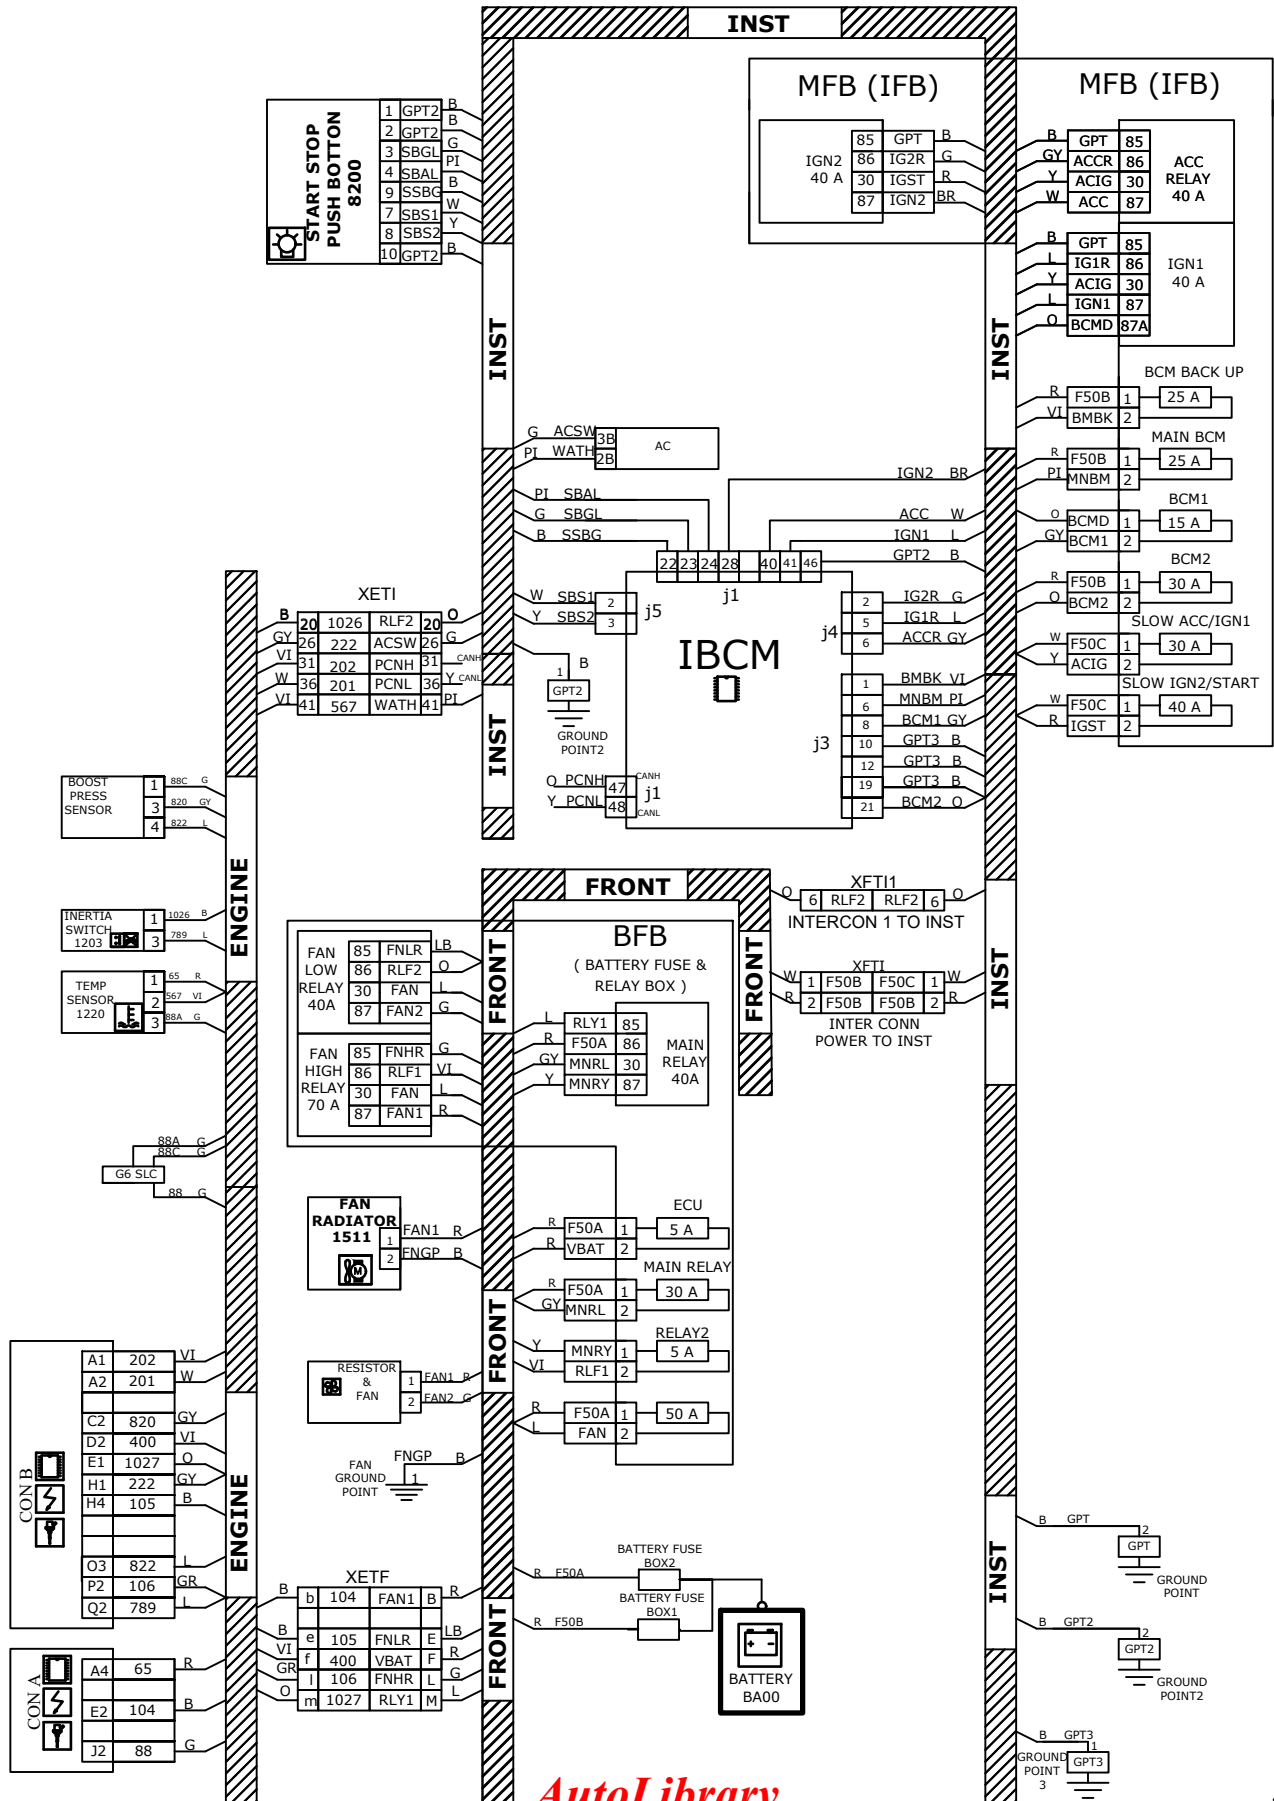 INST
MFB (IFB)
MFB (IFB)
START STOP
PUSH BOTTON
8200
1 GPT2 B
2 GPT2 B
3 SBGL G
4 SBAL PI
9 SSBG B
7 SBS1 W
8 SBS2 Y
10 GPT2 B
IGN2
40 A
85 GPT B
86 IG2R G
30 IGST R
87 IGN2 BR
B GPT 85
GY ACCR 86
Y ACIG 30
W ACC 87
ACC
RELAY
40 A
B GPT 85
L IG1R 86
Y ACIG 30
L IGN1 87
O BCMD 87A
IGN1
40 A
INST
INST
BCM BACK UP
R F50B 1 25 A
VI BMBK 2
MAIN BCM
R F50B 1 25 A
PI MNBM 2
BCM1
O BCMD 1 15 A
GY BCM1 2
BCM2
R F50B 1 30 A
O BCM2 2
SLOW ACC/IGN1
W F50C 1 30 A
Y ACIG 2
SLOW IGN2/START
W F50C 1 40 A
R IGST 2
G ACSW 3B
PI WATH 2B
AC
PI SBAL
G SBGL
B SSBG
IGN2 BR
ACC W
IGN1 L
GPT2 B
22 23 24 28 40 41 46
j1
W SBS1 2
Y SBS2 3
j5
IBCM
j4
2 IG2R G
5 IG1R L
6 ACCR GY
j3
1 BMBK VI
6 MNBM PI
8 BCM1 GY
10 GPT3 B
12 GPT3 B
19 GPT3 B
21 BCM2 O
B
1
GPT2
GROUND
POINT2
O PCNH 47 CANH
Y PCNL 48 CANL
j1
INST
XETI
B 20 1026 RLF2 20 O
GY 26 222 ACSW 26 G
VI 31 202 PCNH 31 CANH
W 36 201 PCNL 36 Y CANL
VI 41 567 WATH 41 PI
BOOST
PRESS
SENSOR
1 88C G
3 820 GY
4 822 L
ENGINE
INERTIA
SWITCH
1203
1 1026 B
3 789 L
TEMP
SENSOR
1220
1 65 R
2 567 VI
3 88A G
88A G
88C G
G6 SLC
88 G
FRONT
FRONT
FRONT
BFB
( BATTERY FUSE &
RELAY BOX )
FAN
LOW
RELAY
40A
85 FNLR LB
86 RLF2 O
30 FAN L
87 FAN2 G
FAN
HIGH
RELAY
70 A
85 FNHR G
86 RLF1 VI
30 FAN L
87 FAN1 R
L RLY1 85
R F50A 86
GY MNRL 30
Y MNRY 87
MAIN
RELAY
40A
XFTI1
O 6 RLF2 RLF2 6 O
INTERCON 1 TO INST
XFTI
W 1 F50B F50C 1 W
R 2 F50B F50B 2 R
INTER CONN
POWER TO INST
INST
FAN
RADIATOR
1511
1 FAN1 R
2 FNGP B
M
ECU
R F50A 1 5 A
R VBAT 2
MAIN RELAY
R F50A 1 30 A
GY MNRL 2
RELAY2
Y MNRY 1 5 A
VI RLF1 2
R F50A 1 50 A
L FAN 2
FRONT
RESISTOR
&
FAN
1 FAN1 R
2 FAN2 G
FNGP B
FAN
GROUND
POINT
1
CON B
A1 202 VI
A2 201 W
C2 820 GY
D2 400 VI
E1 1027 O
H1 222 GY
H4 105 B
O3 822 L
P2 106 GR
Q2 789 L
ENGINE
CON A
A4 65 R
E2 104 B
J2 88 G
XETF
B b 104 FAN1 B R
B e 105 FNLR E LB
VI f 400 VBAT F R
GR l 106 FNHR L G
O m 1027 RLY1 M L
FRONT
R F50A
BATTERY FUSE
BOX2
BATTERY FUSE
BOX1
R F50B
BATTERY
BA00
INST
B GPT 2
GPT
GROUND
POINT
B GPT2 2
GPT2
GROUND
POINT2
B GPT3 1
GPT3
GROUND
POINT
3
AutoLibrary